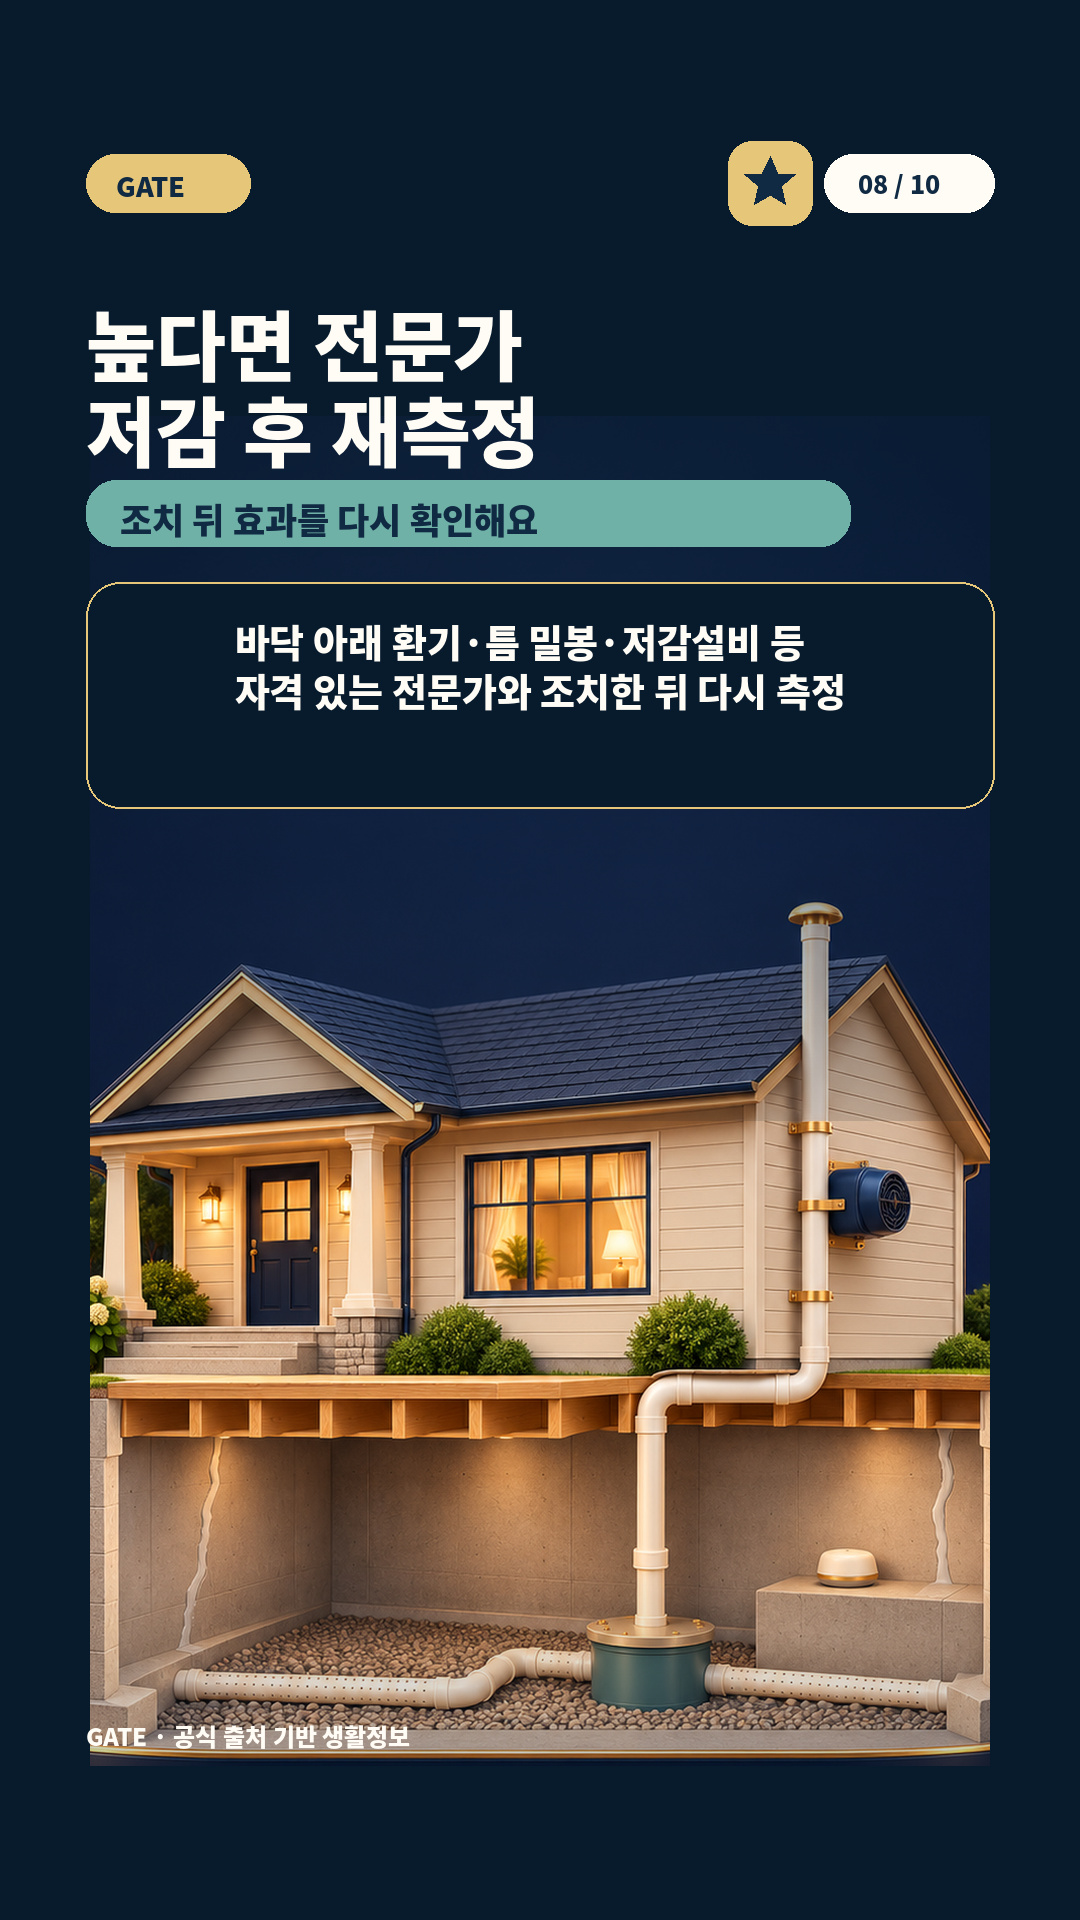 GATE
08 / 10
높다면 전문가
저감 후 재측정
조치 뒤 효과를 다시 확인해요
바닥 아래 환기·틈 밀봉·저감설비 등
자격 있는 전문가와 조치한 뒤 다시 측정
GATE · 공식 출처 기반 생활정보